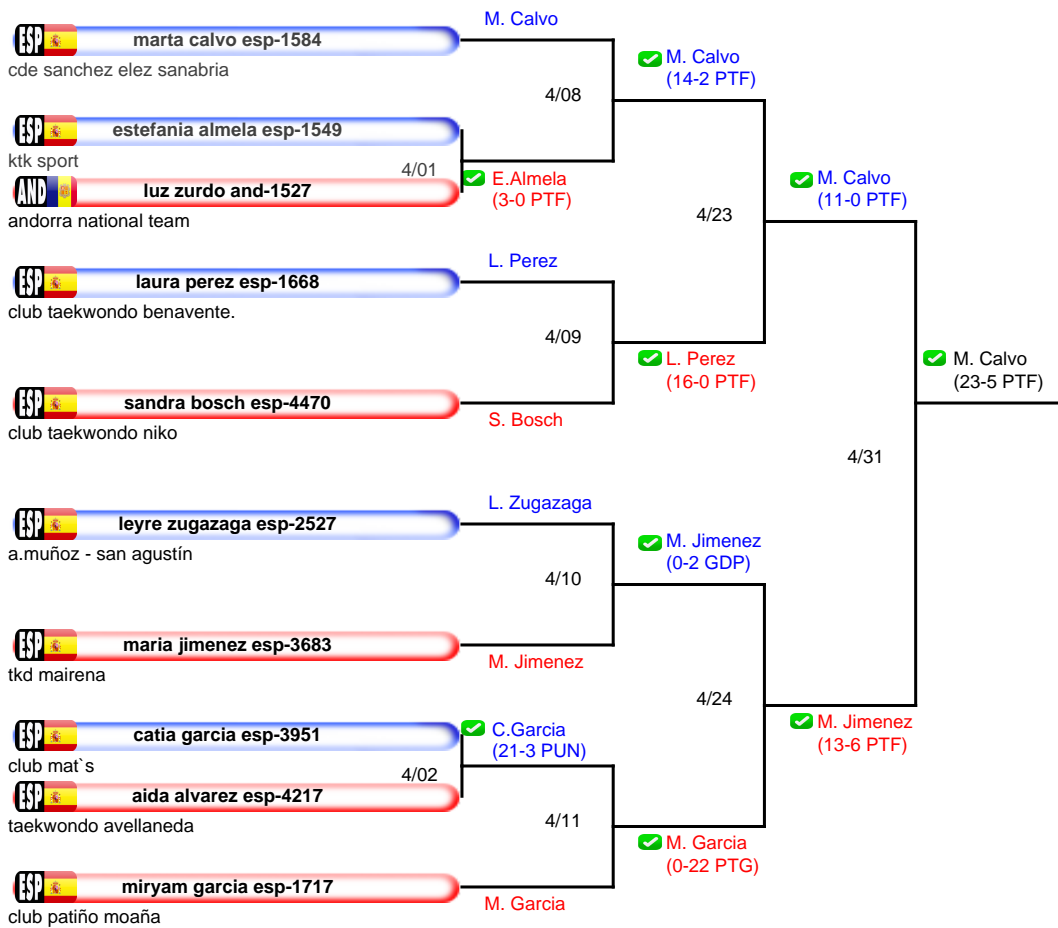 M. Calvo
ESP marta calvo esp-1584
cde sanchez elez sanabria
M. Calvo
(14-2 PTF)
4/08
ESP estefania almela esp-1549
ktk sport
4/01
E.Almela
(3-0 PTF)
AND luz zurdo and-1527
andorra national team
M. Calvo
(11-0 PTF)
4/23
L. Perez
ESP laura perez esp-1668
club taekwondo benavente.
4/09
L. Perez
(16-0 PTF)
M. Calvo
(23-5 PTF)
ESP sandra bosch esp-4470
S. Bosch
club taekwondo niko
4/31
L. Zugazaga
ESP leyre zugazaga esp-2527
a.muñoz - san agustín
M. Jimenez
(0-2 GDP)
4/10
ESP maria jimenez esp-3683
M. Jimenez
tkd mairena
4/24
M. Jimenez
(13-6 PTF)
ESP catia garcia esp-3951
club mat`s
C.Garcia
(21-3 PUN)
4/02
ESP aida alvarez esp-4217
taekwondo avellaneda
4/11
M. Garcia
(0-22 PTG)
ESP miryam garcia esp-1717
M. Garcia
club patiño moaña